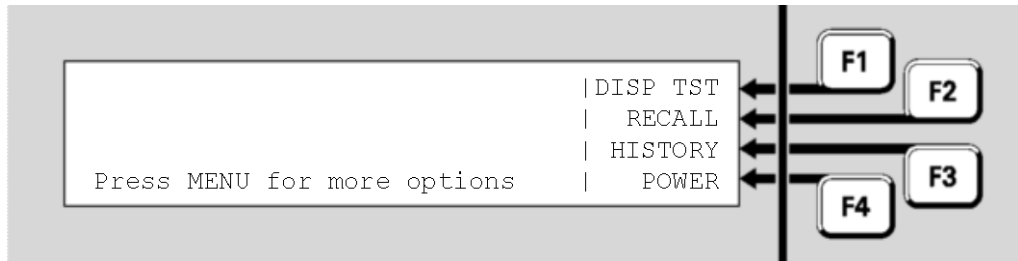 |DISP TST
| RECALL
| HISTORY
Press MENU for more options | POWER
F1
F2
F3
F4